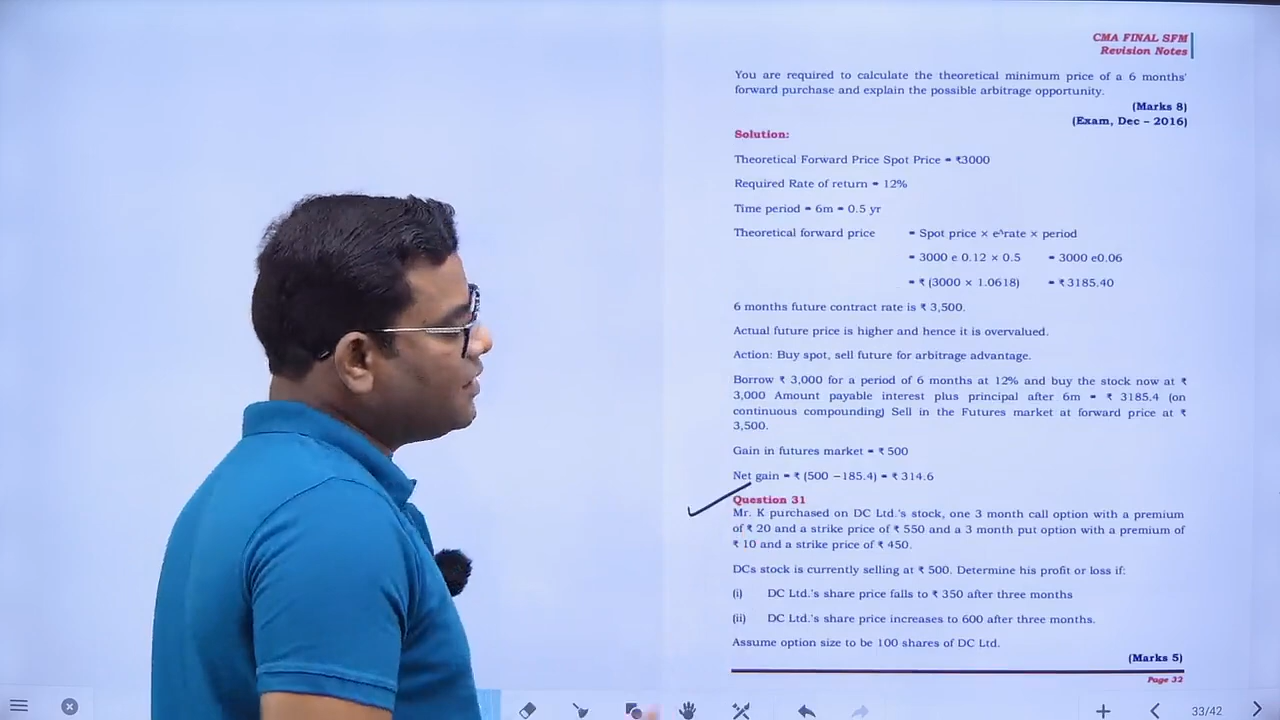 CMA FINAL SFM
Revision Notes
You are required to calculate the theoretical minimum price of a 6 months'
forward purchase and explain the possible arbitrage opportunity.
(Marks 8)
(Exam, Dec – 2016)
Solution:
Theoretical Forward Price Spot Price = ₹3000
Required Rate of return = 12%
Time period = 6m = 0.5 yr
Theoretical forward price = Spot price × e^rate × period
= 3000 e 0.12 × 0.5 = 3000 e0.06
= ₹ (3000 × 1.0618) = ₹ 3185.40
6 months future contract rate is ₹ 3,500.
Actual future price is higher and hence it is overvalued.
Action: Buy spot, sell future for arbitrage advantage.
Borrow ₹ 3,000 for a period of 6 months at 12% and buy the stock now at ₹
3,000 Amount payable interest plus principal after 6m = ₹ 3185.4 (on
continuous compounding) Sell in the Futures market at forward price at ₹
3,500.
Gain in futures market = ₹ 500
Net gain = ₹ (500 –185.4) = ₹ 314.6
Question 31
Mr. K purchased on DC Ltd.'s stock, one 3 month call option with a premium
of ₹ 20 and a strike price of ₹ 550 and a 3 month put option with a premium of
₹ 10 and a strike price of ₹ 450.
DCs stock is currently selling at ₹ 500. Determine his profit or loss if:
(i) DC Ltd.'s share price falls to ₹ 350 after three months
(ii) DC Ltd.'s share price increases to 600 after three months.
Assume option size to be 100 shares of DC Ltd.
(Marks 5)
Page 32
33/42